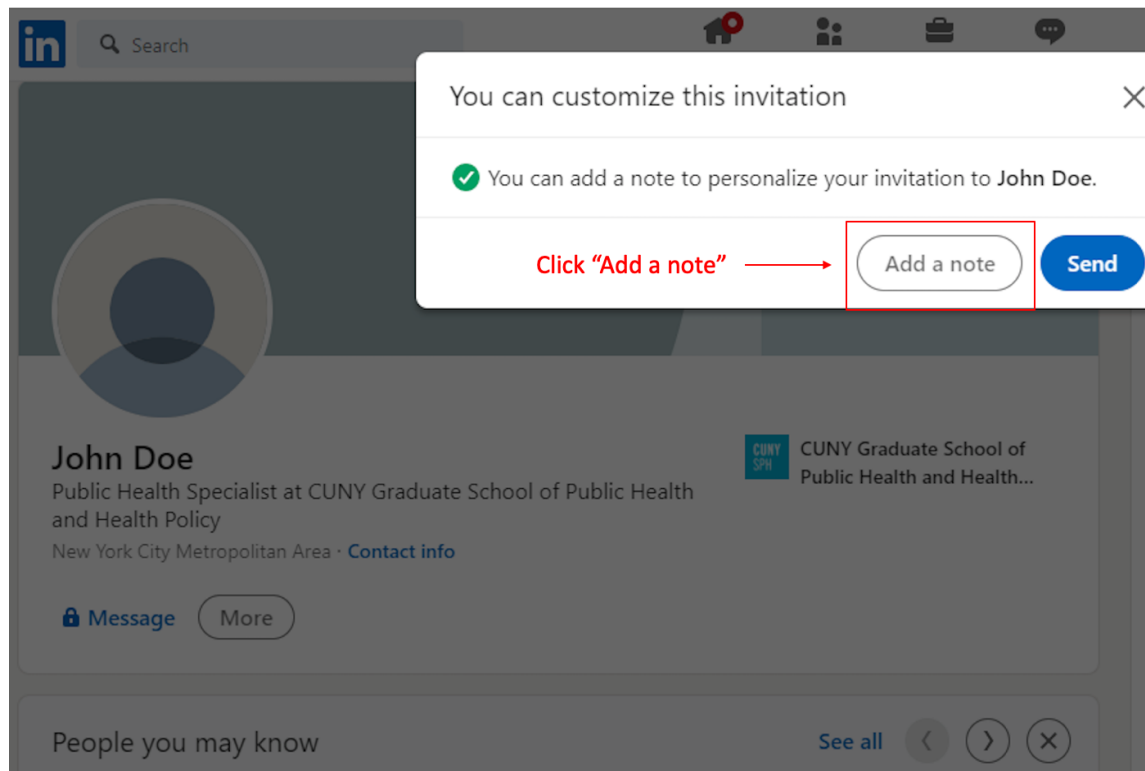 in
Search
You can customize this invitation
You can add a note to personalize your invitation to John Doe.
Click “Add a note”
Add a note
Send
John Doe
Public Health Specialist at CUNY Graduate School of Public Health
and Health Policy
New York City Metropolitan Area · Contact info
CUNY
SPH
CUNY Graduate School of
Public Health and Health...
Message
More
People you may know
See all